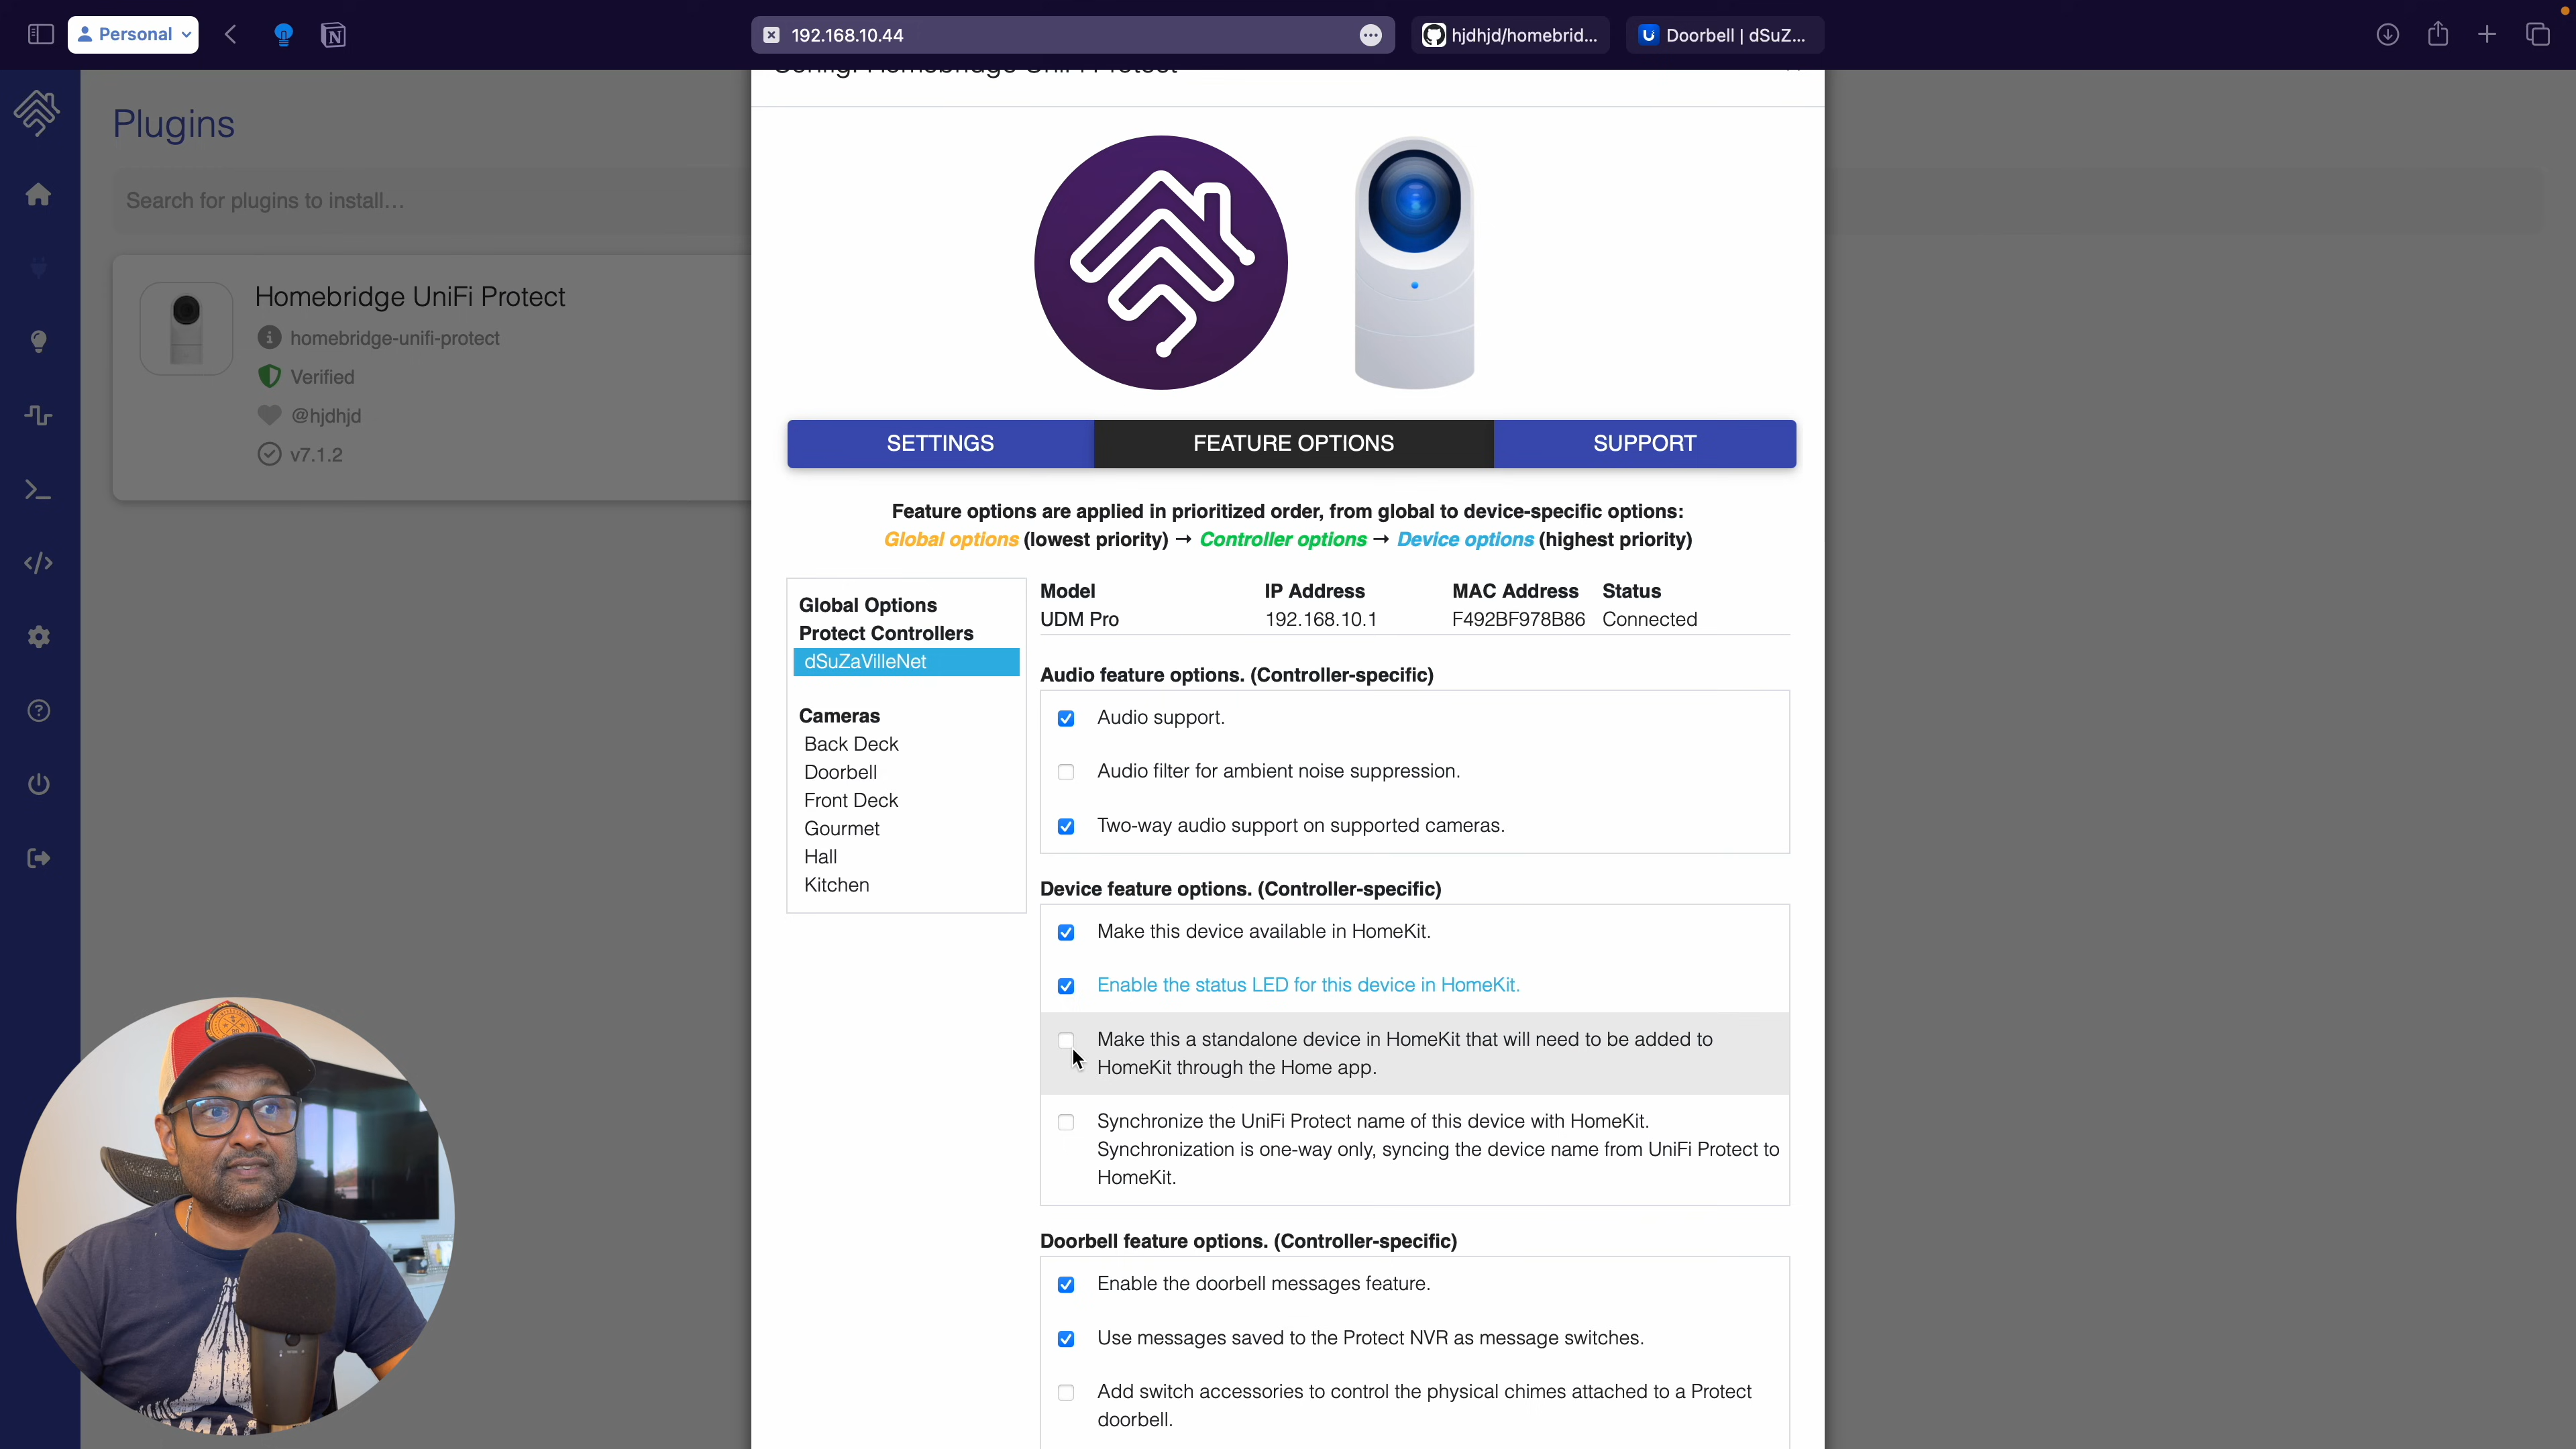 Personal
192.168.10.44
hjdhjd/homebrid...
Doorbell | dSuZ...
Config: Homebridge UniFi Protect
Plugins
Search for plugins to install...
Homebridge UniFi Protect
homebridge-unifi-protect
Verified
@hjdhjd
v7.1.2
SETTINGS
FEATURE OPTIONS
SUPPORT
Feature options are applied in prioritized order, from global to device-specific options:
Global options (lowest priority) → Controller options → Device options (highest priority)
Global Options
Protect Controllers
dSuZaVilleNet
Cameras
Back Deck
Doorbell
Front Deck
Gourmet
Hall
Kitchen
Model IP Address MAC Address Status
UDM Pro 192.168.10.1 F492BF978B86 Connected
Audio feature options. (Controller-specific)
Audio support.
Audio filter for ambient noise suppression.
Two-way audio support on supported cameras.
Device feature options. (Controller-specific)
Make this device available in HomeKit.
Enable the status LED for this device in HomeKit.
Make this a standalone device in HomeKit that will need to be added to
HomeKit through the Home app.
Synchronize the UniFi Protect name of this device with HomeKit.
Synchronization is one-way only, syncing the device name from UniFi Protect to
HomeKit.
Doorbell feature options. (Controller-specific)
Enable the doorbell messages feature.
Use messages saved to the Protect NVR as message switches.
Add switch accessories to control the physical chimes attached to a Protect
doorbell.